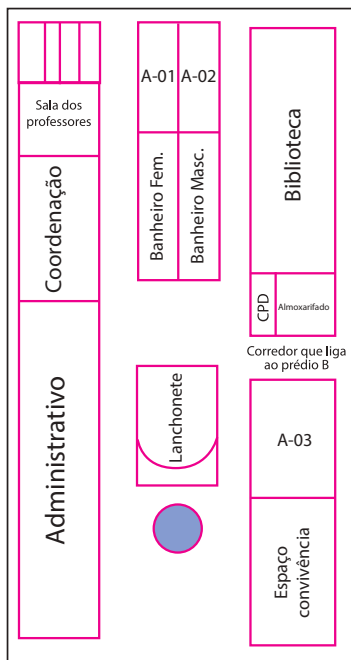 Sala dos
professores
Coordenação
Administrativo
A-01
A-02
Banheiro Fem.
Banheiro Masc.
Lanchonete
Biblioteca
CPD
Almoxarifado
Corredor que liga
ao prédio B
A-03
Espaço
convivência